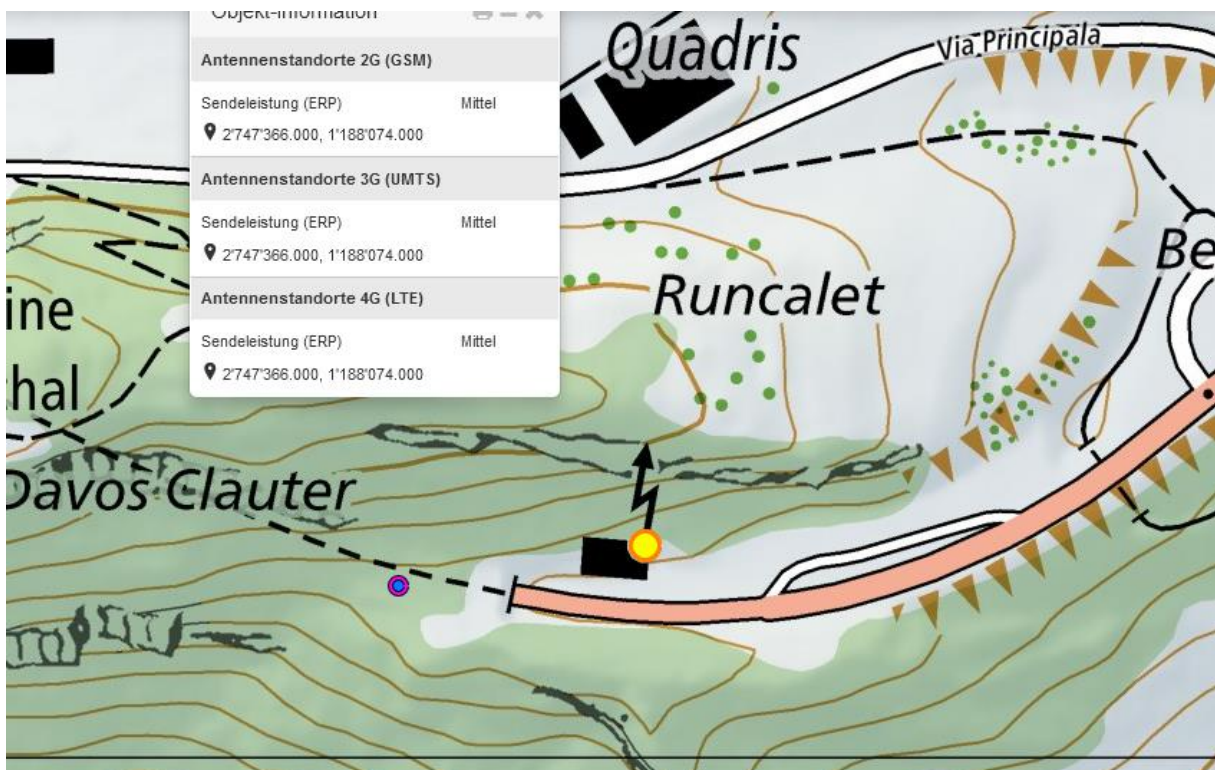 Objekt-Information
Antennenstandorte 2G (GSM)
Sendeleistung (ERP) Mittel
2'747'366.000, 1'188'074.000
Antennenstandorte 3G (UMTS)
Sendeleistung (ERP) Mittel
2'747'366.000, 1'188'074.000
Antennenstandorte 4G (LTE)
Sendeleistung (ERP) Mittel
2'747'366.000, 1'188'074.000
Quadris
Via Principala
Be
Runcalet
ine
hal
Davos Clauter